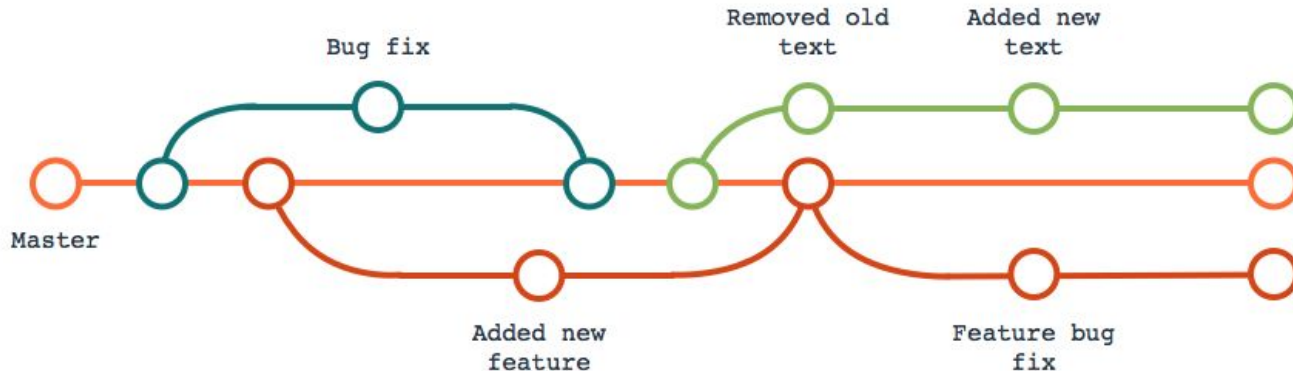 Bug fix
Removed old
text
Added new
text
Master
Added new
feature
Feature bug
fix